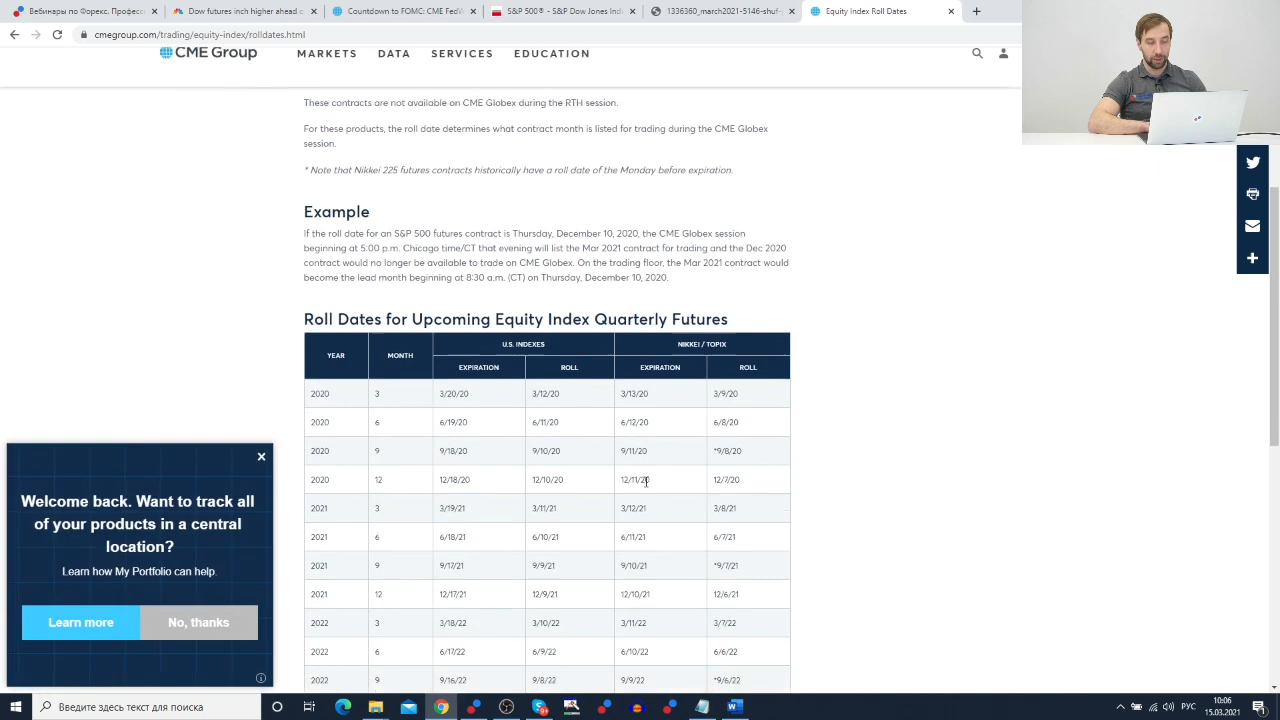 Вебинары по Форекс. Проводит
Dow futures inch higher ahead o
Countdown to FOMC: CME FedW
S&P 500® - S&P Dow Jones Indi
1336360_march2021-5146-shuf-
Equity Index Roll Dates
cmegroup.com/trading/equity-index/rolldates.html
CME Group
MARKETS DATA SERVICES EDUCATION
These contracts are not available on CME Globex during the RTH session.
For these products, the roll date determines what contract month is listed for trading during the CME Globex
session.
* Note that Nikkei 225 futures contracts historically have a roll date of the Monday before expiration.
Example
If the roll date for an S&P 500 futures contract is Thursday, December 10, 2020, the CME Globex session
beginning at 5:00 p.m. Chicago time/CT that evening will list the Mar 2021 contract for trading and the Dec 2020
contract would no longer be available to trade on CME Globex. On the trading floor, the Mar 2021 contract would
become the lead month beginning at 8:30 a.m. (CT) on Thursday, December 10, 2020.
Roll Dates for Upcoming Equity Index Quarterly Futures
YEAR MONTH U.S. INDEXES NIKKEI / TOPIX
EXPIRATION ROLL EXPIRATION ROLL
2020 3 3/20/20 3/12/20 3/13/20 3/9/20
2020 6 6/19/20 6/11/20 6/12/20 6/8/20
2020 9 9/18/20 9/10/20 9/11/20 *9/8/20
2020 12 12/18/20 12/10/20 12/11/20 12/7/20
2021 3 3/19/21 3/11/21 3/12/21 3/8/21
2021 6 6/18/21 6/10/21 6/11/21 6/7/21
2021 9 9/17/21 9/9/21 9/10/21 *9/7/21
2021 12 12/17/21 12/9/21 12/10/21 12/6/21
2022 3 3/18/22 3/10/22 3/11/22 3/7/22
2022 6 6/17/22 6/9/22 6/10/22 6/6/22
2022 9 9/16/22 9/8/22 9/9/22 *9/6/22
Welcome back. Want to track all
of your products in a central
location?
Learn how My Portfolio can help.
Learn more
No, thanks
Введите здесь текст для поиска
РУС
10:06
15.03.2021